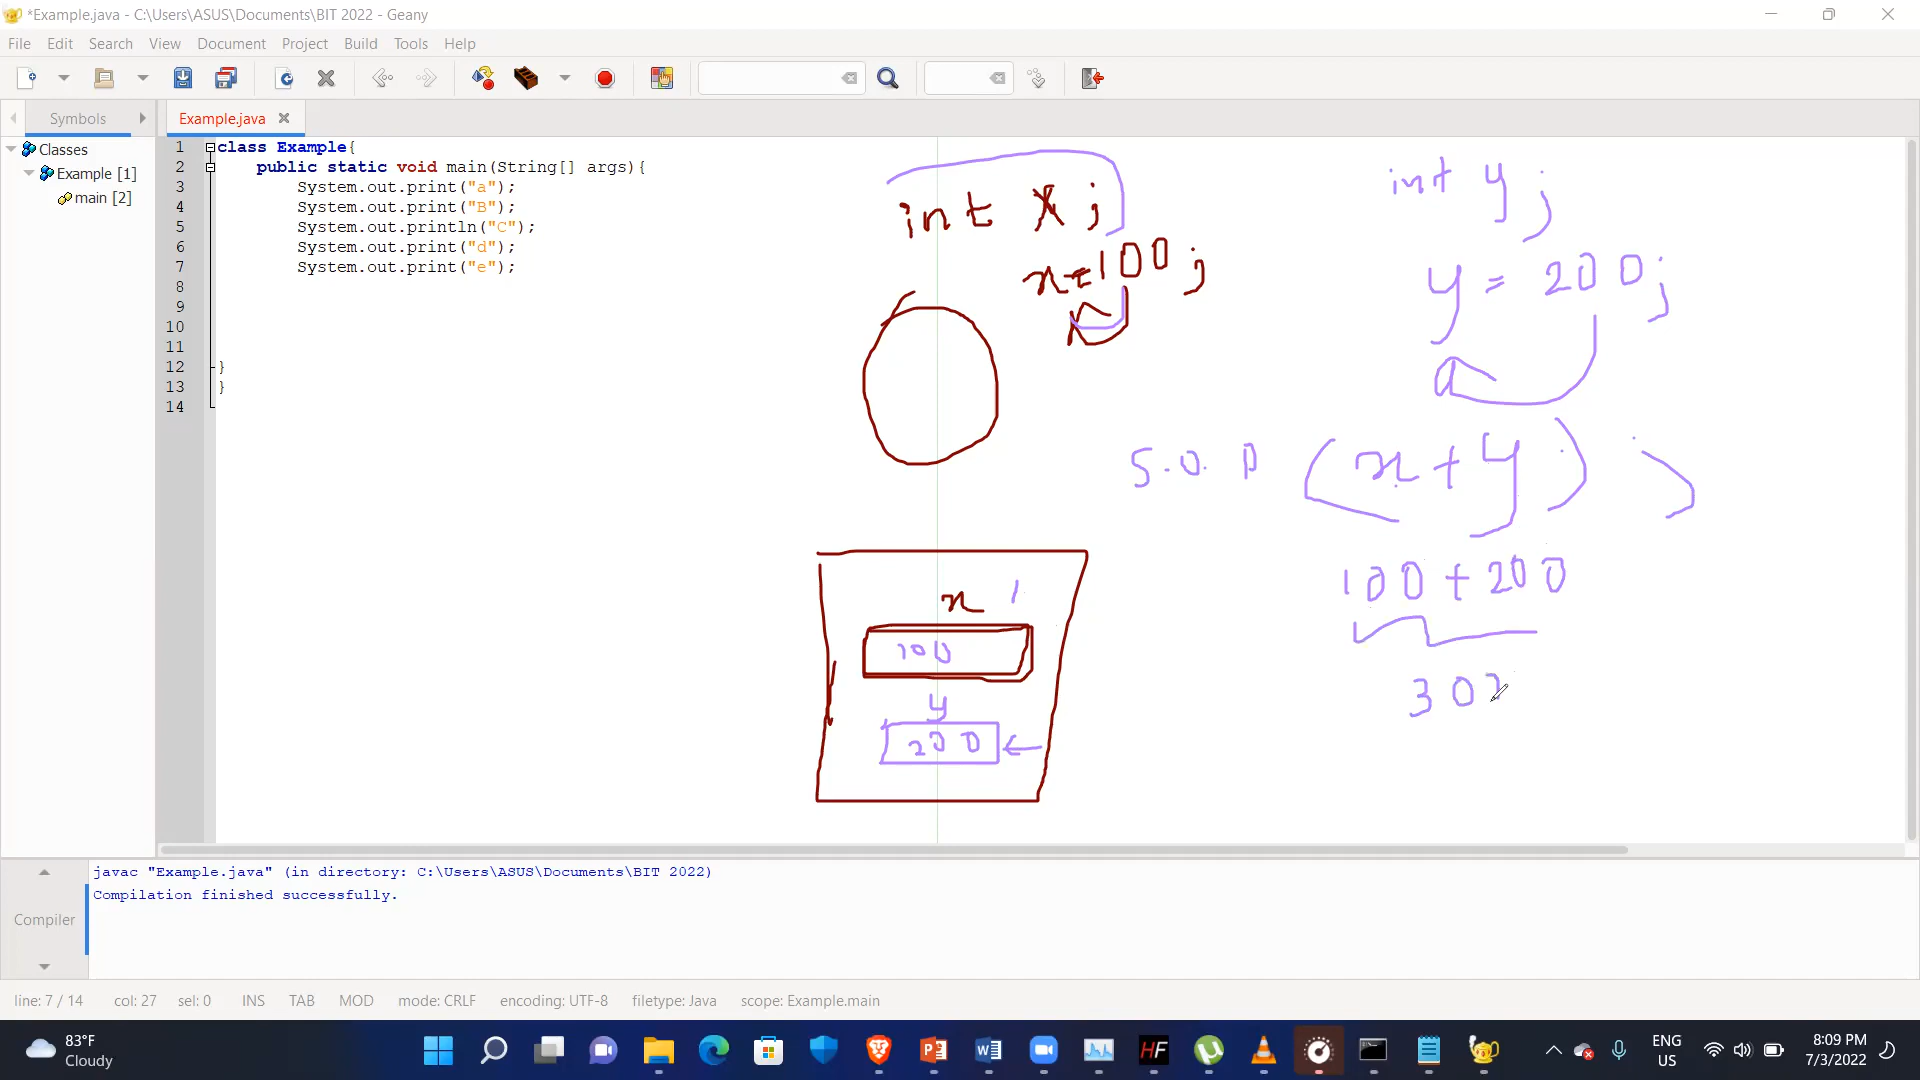 *Example.java - C:\Users\ASUS\Documents\BIT 2022 - Geany
File Edit Search View Document Project Build Tools Help
Symbols
Example.java
Classes
Example [1]
main [2]
1 class Example{
2 public static void main(String[] args){
3 System.out.print("a");
4 System.out.print("B");
5 System.out.println("C");
6 System.out.print("d");
7 System.out.print("e");
8
9
10
11
12 }
13 }
14
int x;
x=100;
int y;
y = 200;
S.O.P (x+y);
100+200
30
x
100
y
200
Compiler
javac "Example.java" (in directory: C:\Users\ASUS\Documents\BIT 2022)
Compilation finished successfully.
line: 7 / 14 col: 27 sel: 0 INS TAB MOD mode: CRLF encoding: UTF-8 filetype: Java scope: Example.main
83°F
Cloudy
ENG
US
8:09 PM
7/3/2022